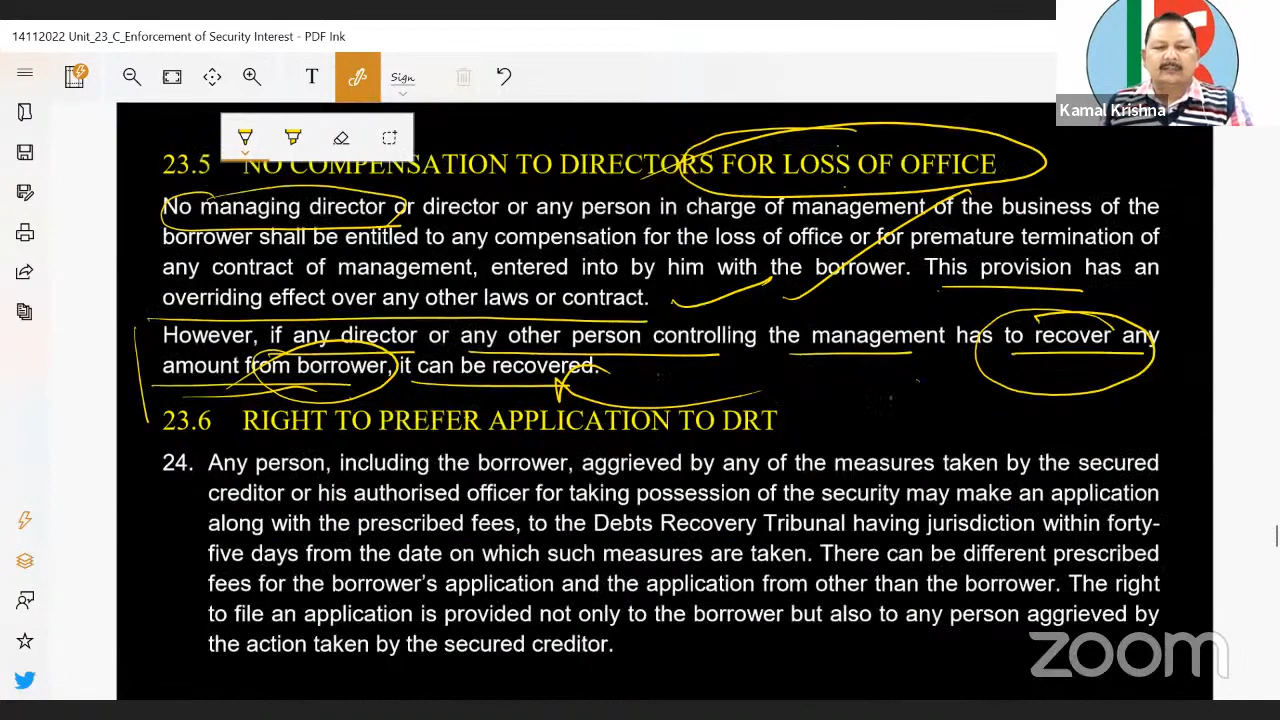 14112022 Unit_23_C_Enforcement of Security Interest - PDF Ink
T
Sign
Kamal Krishna
23.5 NO COMPENSATION TO DIRECTORS FOR LOSS OF OFFICE
No managing director or director or any person in charge of management of the business of the
borrower shall be entitled to any compensation for the loss of office or for premature termination of
any contract of management, entered into by him with the borrower. This provision has an
overriding effect over any other laws or contract.
However, if any director or any other person controlling the management has to recover any
amount from borrower, it can be recovered.
23.6 RIGHT TO PREFER APPLICATION TO DRT
24. Any person, including the borrower, aggrieved by any of the measures taken by the secured
creditor or his authorised officer for taking possession of the security may make an application
along with the prescribed fees, to the Debts Recovery Tribunal having jurisdiction within forty-
five days from the date on which such measures are taken. There can be different prescribed
fees for the borrower's application and the application from other than the borrower. The right
to file an application is provided not only to the borrower but also to any person aggrieved by
the action taken by the secured creditor.
zoom